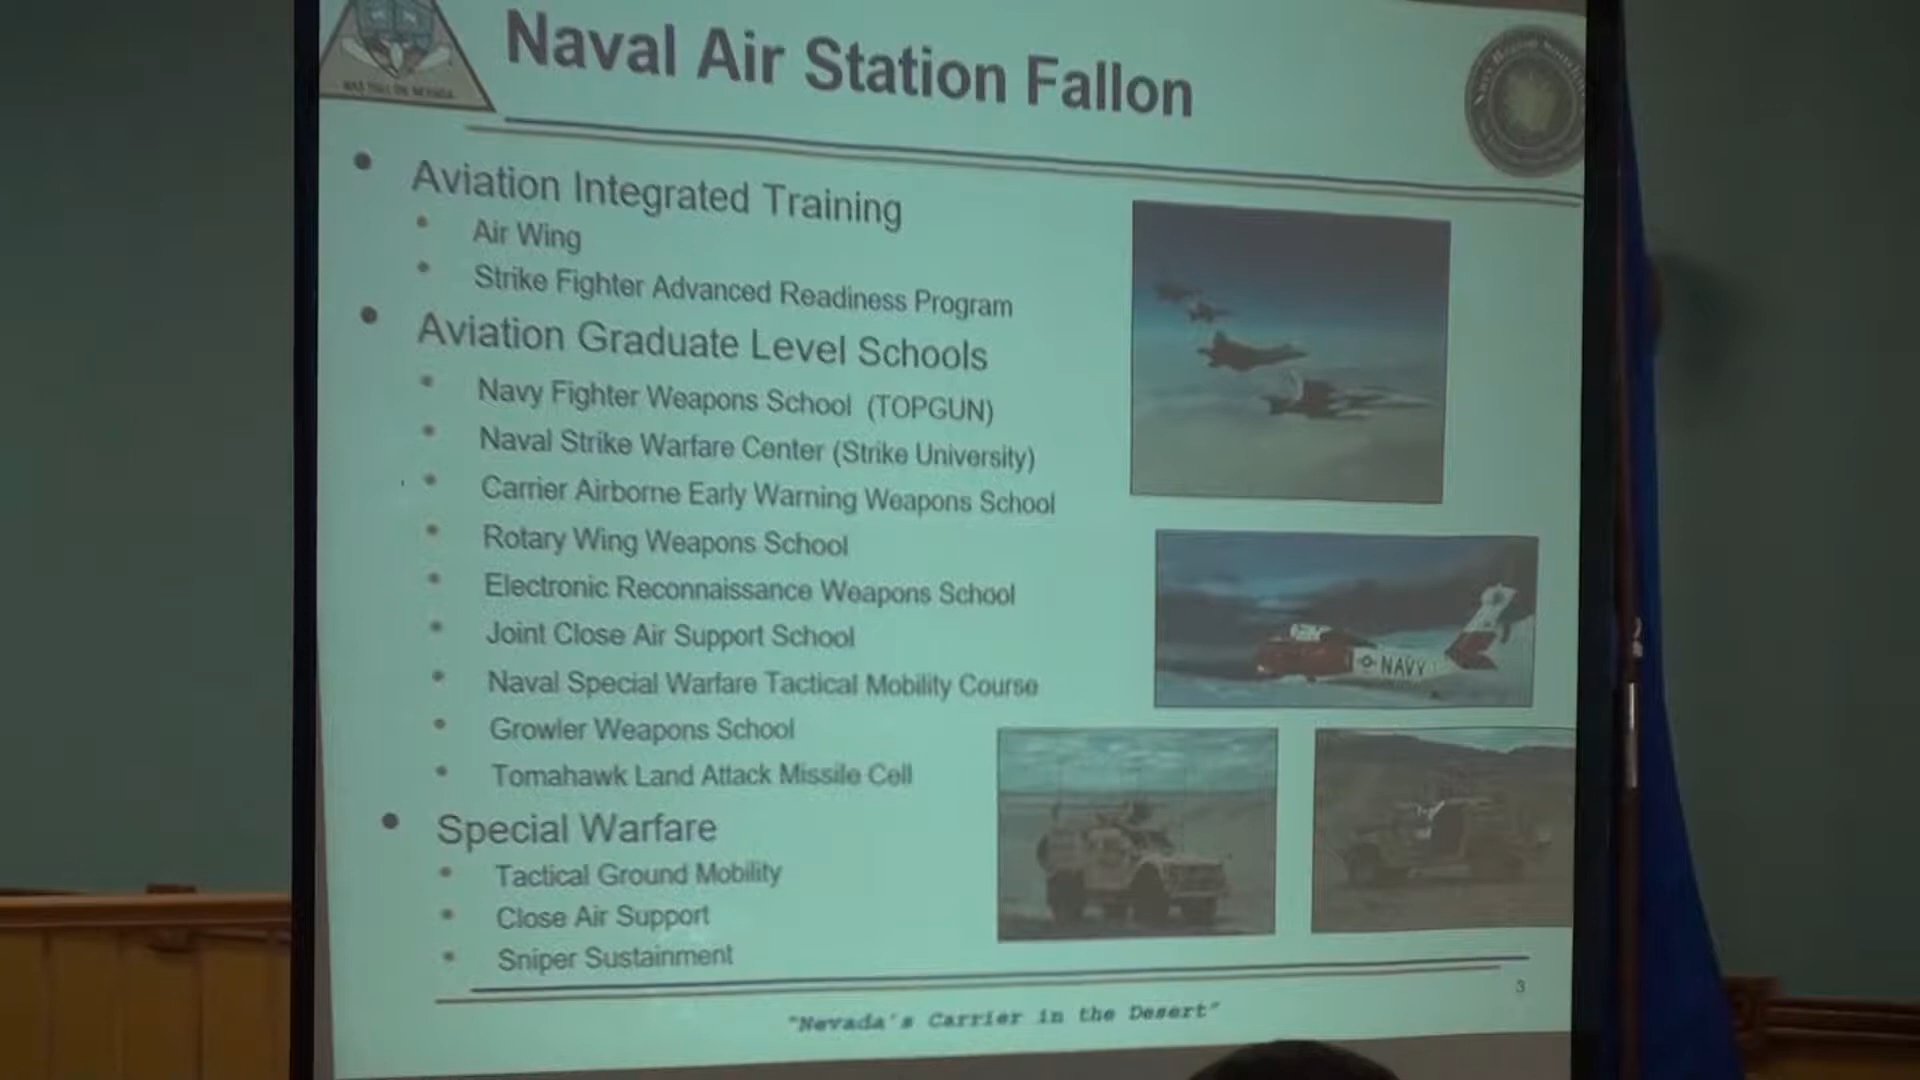 Naval Air Station Fallon
Aviation Integrated Training
Air Wing
Strike Fighter Advanced Readiness Program
Aviation Graduate Level Schools
Navy Fighter Weapons School (TOPGUN)
Naval Strike Warfare Center (Strike University)
Carrier Airborne Early Warning Weapons School
Rotary Wing Weapons School
Electronic Reconnaissance Weapons School
Joint Close Air Support School
Naval Special Warfare Tactical Mobility Course
Growler Weapons School
Tomahawk Land Attack Missile Cell
Special Warfare
Tactical Ground Mobility
Close Air Support
Sniper Sustainment
NAVY
3
"Nevada's Carrier in the Desert"